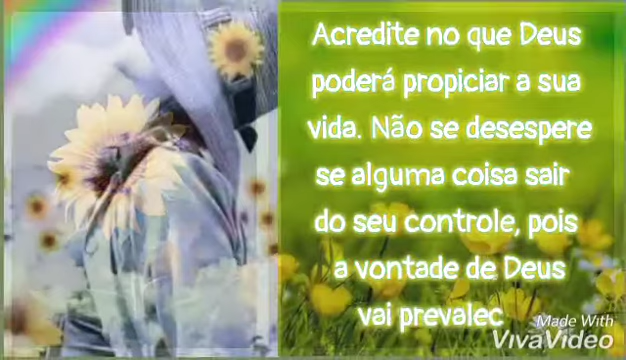 Acredite no que Deus
poderá propiciar a sua
vida. Não se desespere
se alguma coisa sair
do seu controle, pois
a vontade de Deus
vai prevalec
Made With
VivaVideo